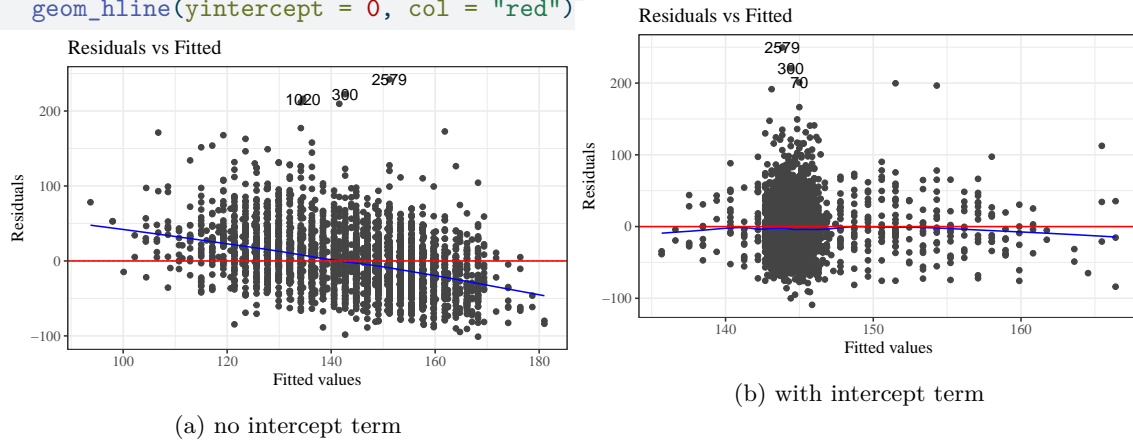 geom_hline(yintercept = 0, col = "red")
Residuals vs Fitted
2579
1020
390
200
100
0
−100
Residuals
100
120
140
160
180
Fitted values
(a) no intercept term
Residuals vs Fitted
2579
390
70
200
100
0
−100
Residuals
140
150
160
Fitted values
(b) with intercept term